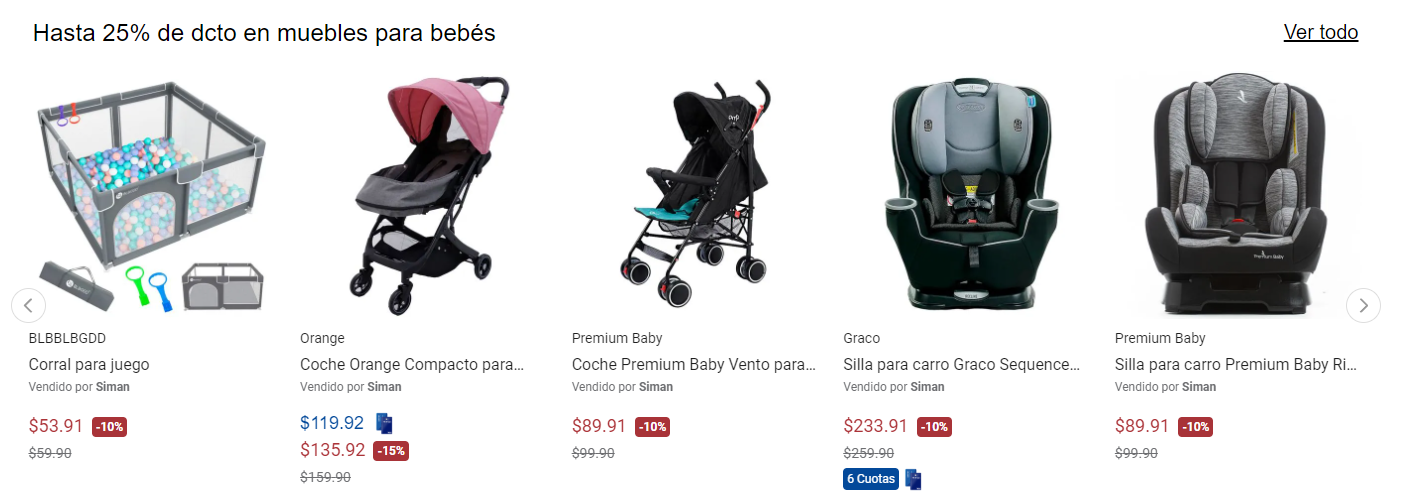 Hasta 25% de dcto en muebles para bebés
Ver todo
BLBBLBGDD
Corral para juego
Vendido por Siman
$53.91 -10%
$59.90
Orange
Coche Orange Compacto para...
Vendido por Siman
$119.92
$135.92 -15%
$159.90
Premium Baby
Coche Premium Baby Vento para...
Vendido por Siman
$89.91 -10%
$99.90
Graco
Silla para carro Graco Sequence...
Vendido por Siman
$233.91 -10%
$259.90
6 Cuotas
Premium Baby
Premium Baby
Silla para carro Premium Baby Ri...
Vendido por Siman
$89.91 -10%
$99.90